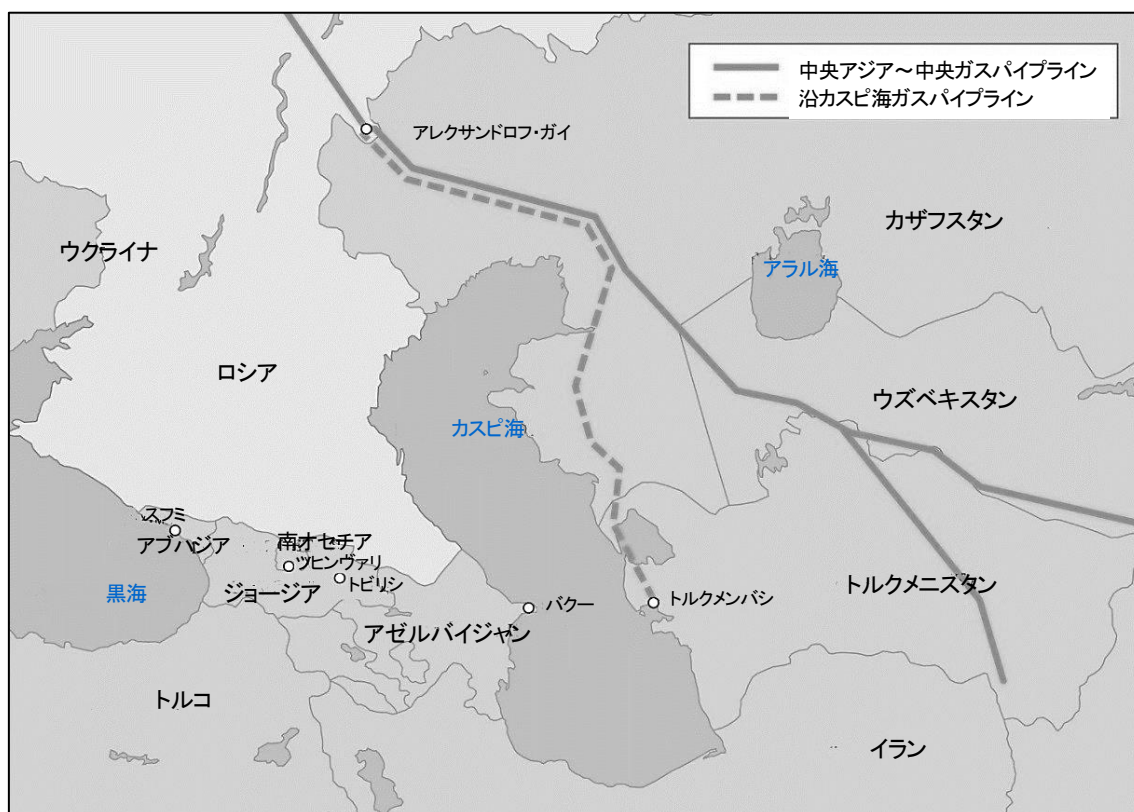 中央アジア～中央ガスパイプライン
沿カスピ海ガスパイプライン
アレクサンドロフ・ガイ
カザフスタン
ウクライナ
アラル海
ロシア
ウズベキスタン
カスピ海
スフミ
アブハジア
南オセチア
ツヒンヴァリ
トビリシ
ジョージア
黒海
トルクメニスタン
バクー
トルクメンバシ
アゼルバイジャン
トルコ
イラン